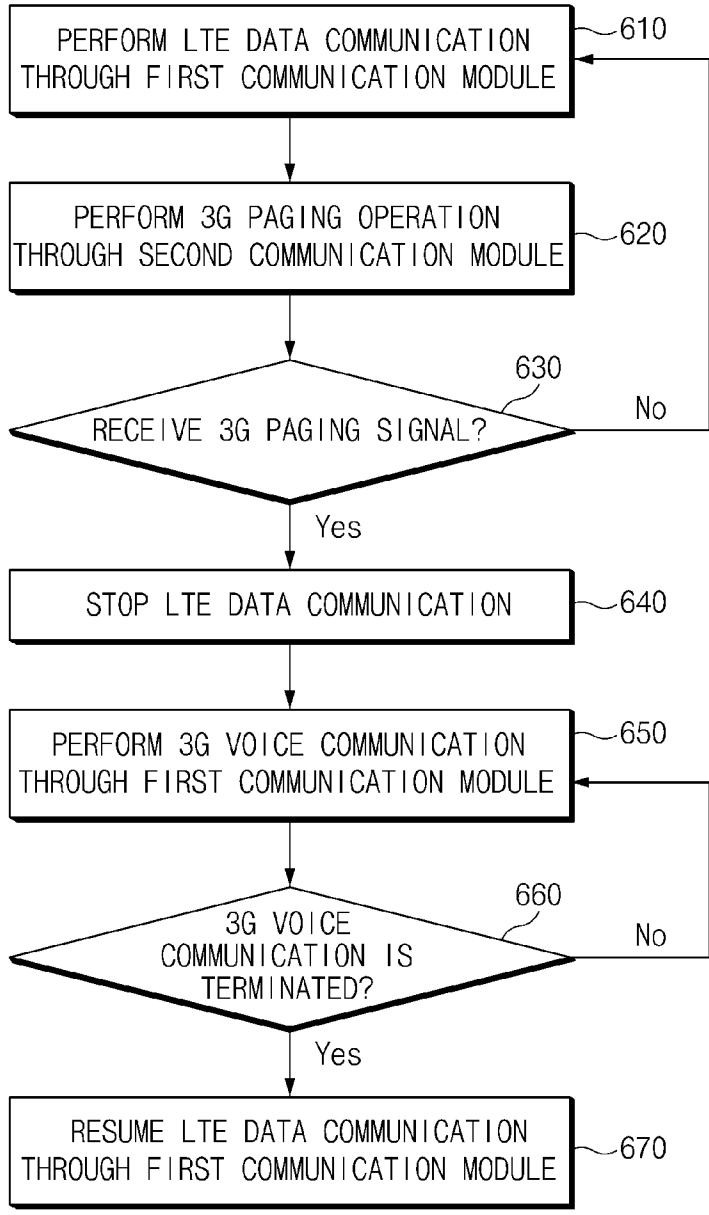 PERFORM LTE DATA COMMUNICATION
THROUGH FIRST COMMUNICATION MODULE
610
PERFORM 3G PAGING OPERATION
THROUGH SECOND COMMUNICATION MODULE
620
630
RECEIVE 3G PAGING SIGNAL?
No
Yes
STOP LTE DATA COMMUNICATION
640
PERFORM 3G VOICE COMMUNICATION
THROUGH FIRST COMMUNICATION MODULE
650
660
3G VOICE
COMMUNICATION IS
TERMINATED?
No
Yes
RESUME LTE DATA COMMUNICATION
THROUGH FIRST COMMUNICATION MODULE
670